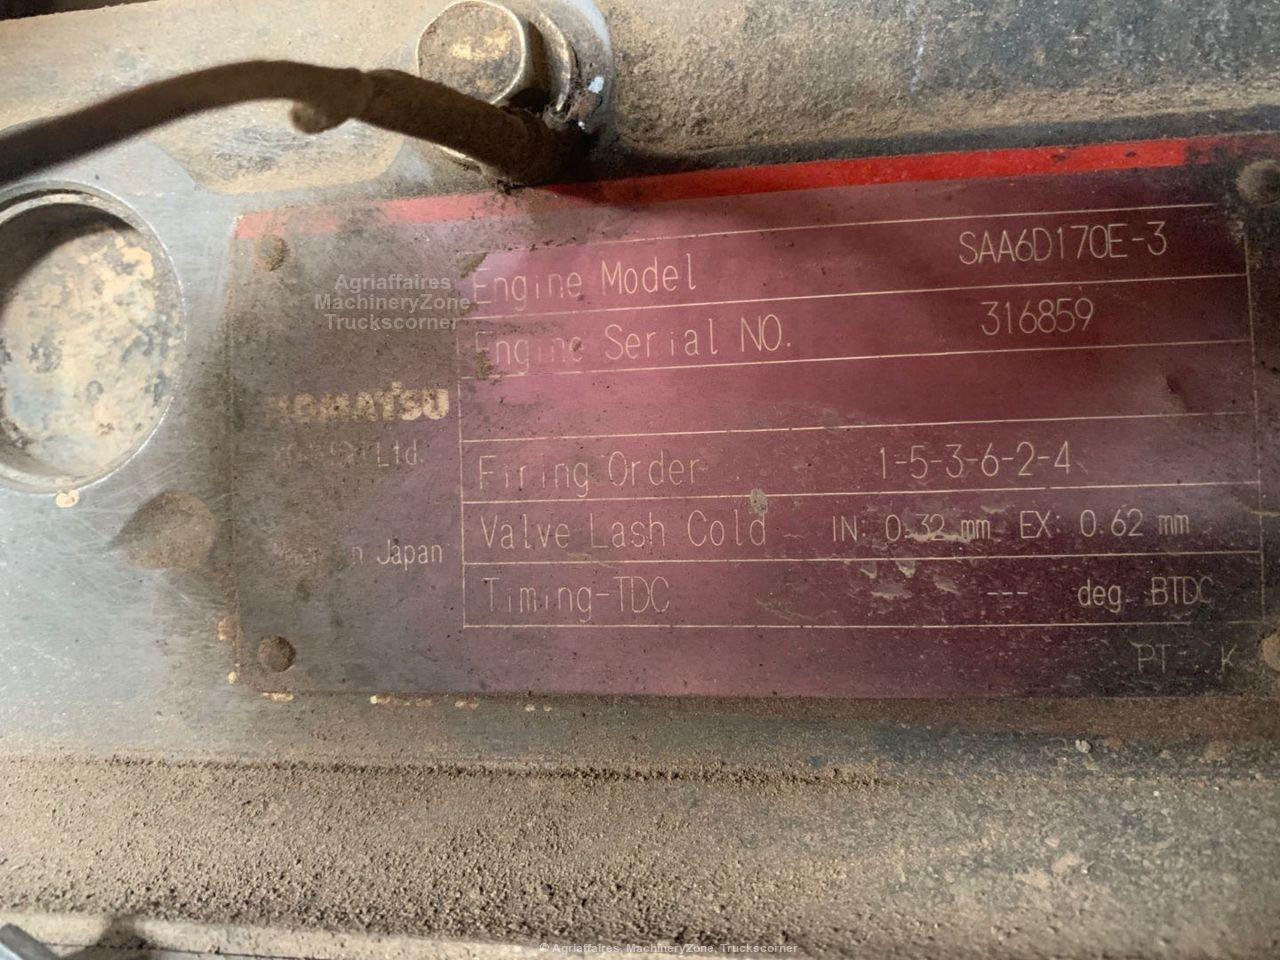 Engine Model SAA6D170E-3
Engine Serial NO. 316859
KOMATSU
Ltd.
Firing Order 1-5-3-6-2-4
Valve Lash Cold IN: 0.32 mm EX: 0.62 mm
Japan
Timing-TDC --- deg. BTDC
PT K
Agriaffaires
MachineryZone
Truckscorner
© Agriaffaires, MachineryZone, Truckscorner